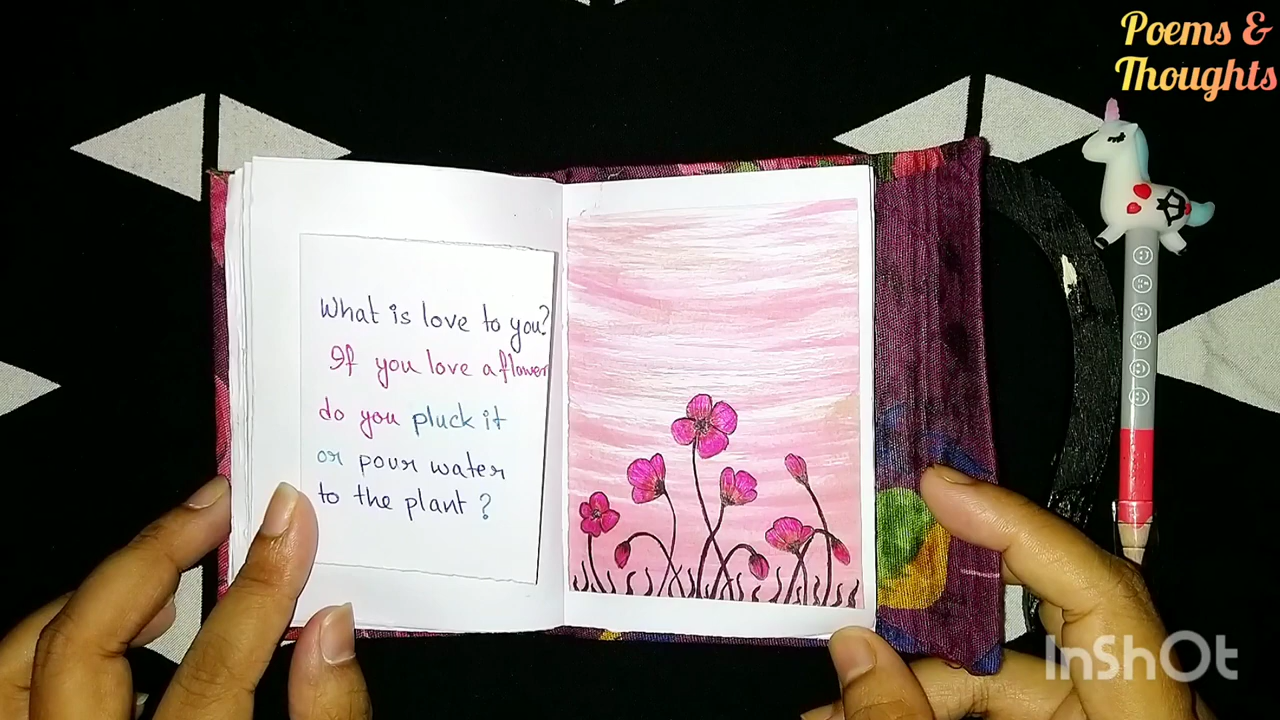 Poems &
Thoughts
What is love to you?
If you love a flower
do you pluck it
or pour water
to the plant ?
InShOt